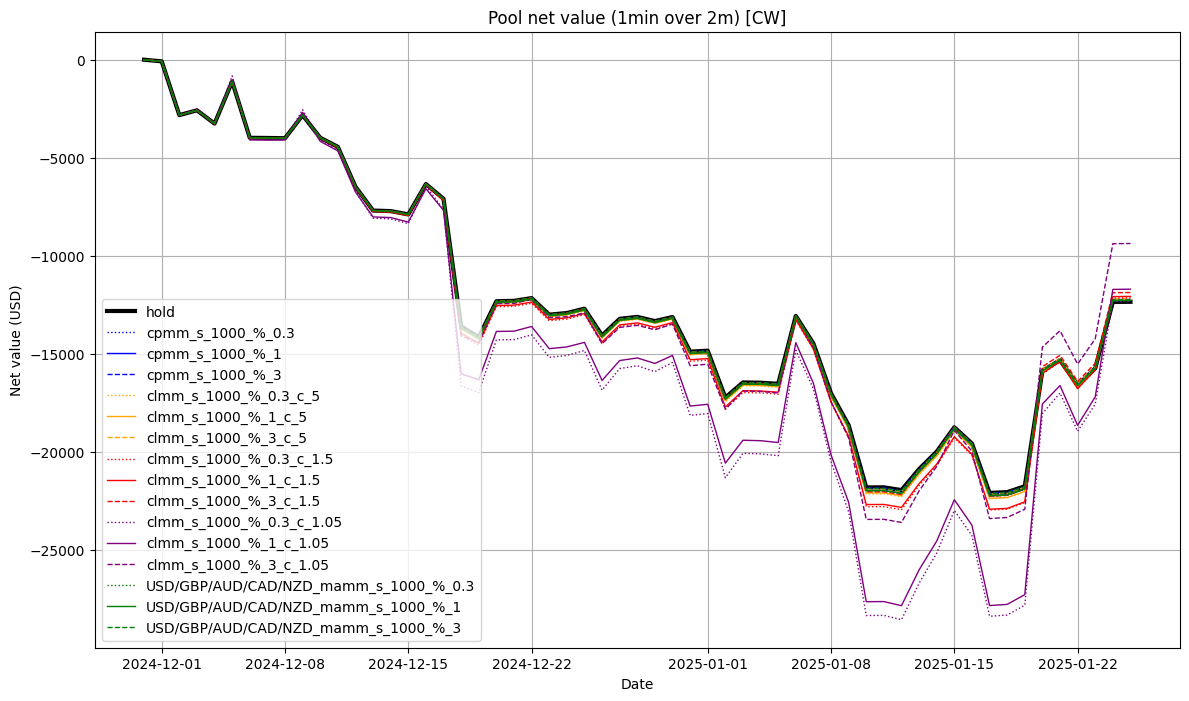 Pool net value (1min over 2m) [CW]
Net value (USD)
0
−5000
−10000
−15000
−20000
−25000
hold
cpmm_s_1000_%_0.3
cpmm_s_1000_%_1
cpmm_s_1000_%_3
clmm_s_1000_%_0.3_c_5
clmm_s_1000_%_1_c_5
clmm_s_1000_%_3_c_5
clmm_s_1000_%_0.3_c_1.5
clmm_s_1000_%_1_c_1.5
clmm_s_1000_%_3_c_1.5
clmm_s_1000_%_0.3_c_1.05
clmm_s_1000_%_1_c_1.05
clmm_s_1000_%_3_c_1.05
USD/GBP/AUD/CAD/NZD_mamm_s_1000_%_0.3
USD/GBP/AUD/CAD/NZD_mamm_s_1000_%_1
USD/GBP/AUD/CAD/NZD_mamm_s_1000_%_3
2024-12-01 2024-12-08 2024-12-15 2024-12-22 2025-01-01 2025-01-08 2025-01-15 2025-01-22
Date